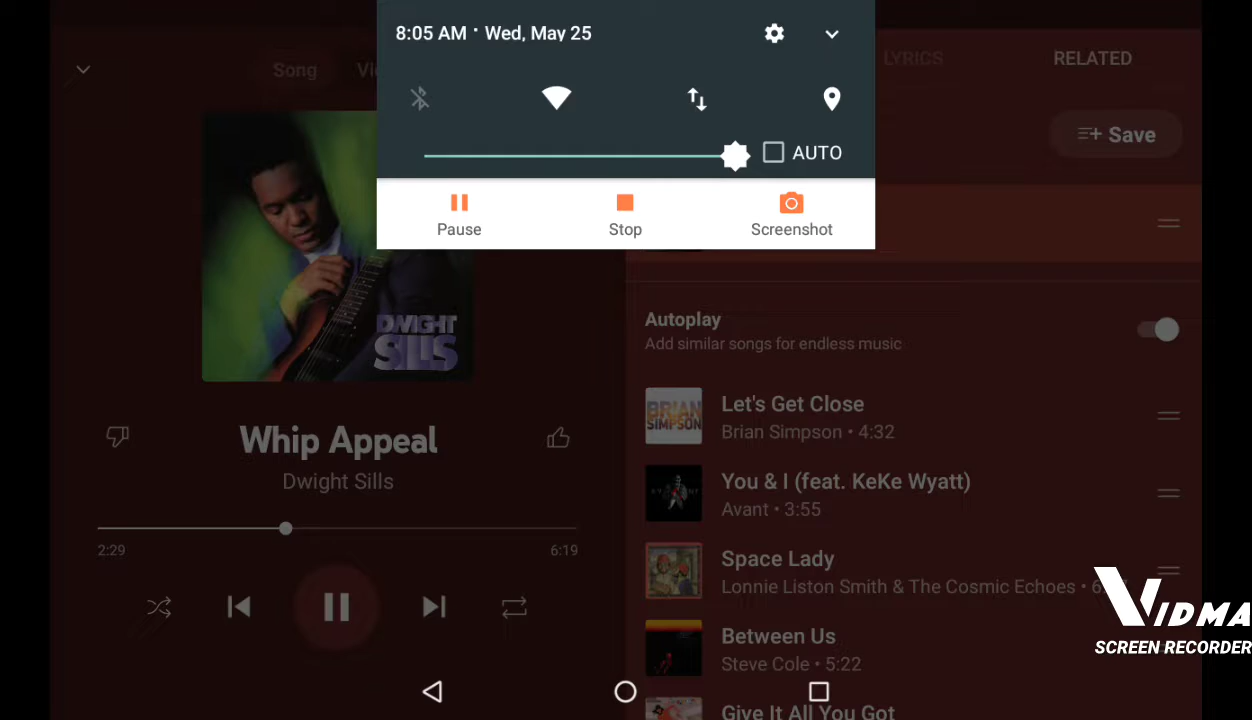 8:05 AM · Wed, May 25
AUTO
Pause
Stop
Screenshot
Song
LYRICS
RELATED
Save
DWIGHT
SILLS
Whip Appeal
Dwight Sills
2:29
6:19
Autoplay
Add similar songs for endless music
BRIAN
SIMPSON
Let's Get Close
Brian Simpson • 4:32
You & I (feat. KeKe Wyatt)
Avant • 3:55
Space Lady
Lonnie Liston Smith & The Cosmic Echoes •
Between Us
Steve Cole • 5:22
Give It All You Got
VIDMA
SCREEN RECORDER